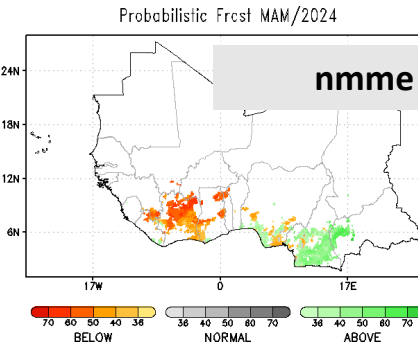 Probabilistic Frcst MAM/2024
nmme
24N
18N
12N
6N
17W 0 17E
70 60 50 40 36 36 40 50 60 70 36 40 50 60 70
BELOW NORMAL ABOVE